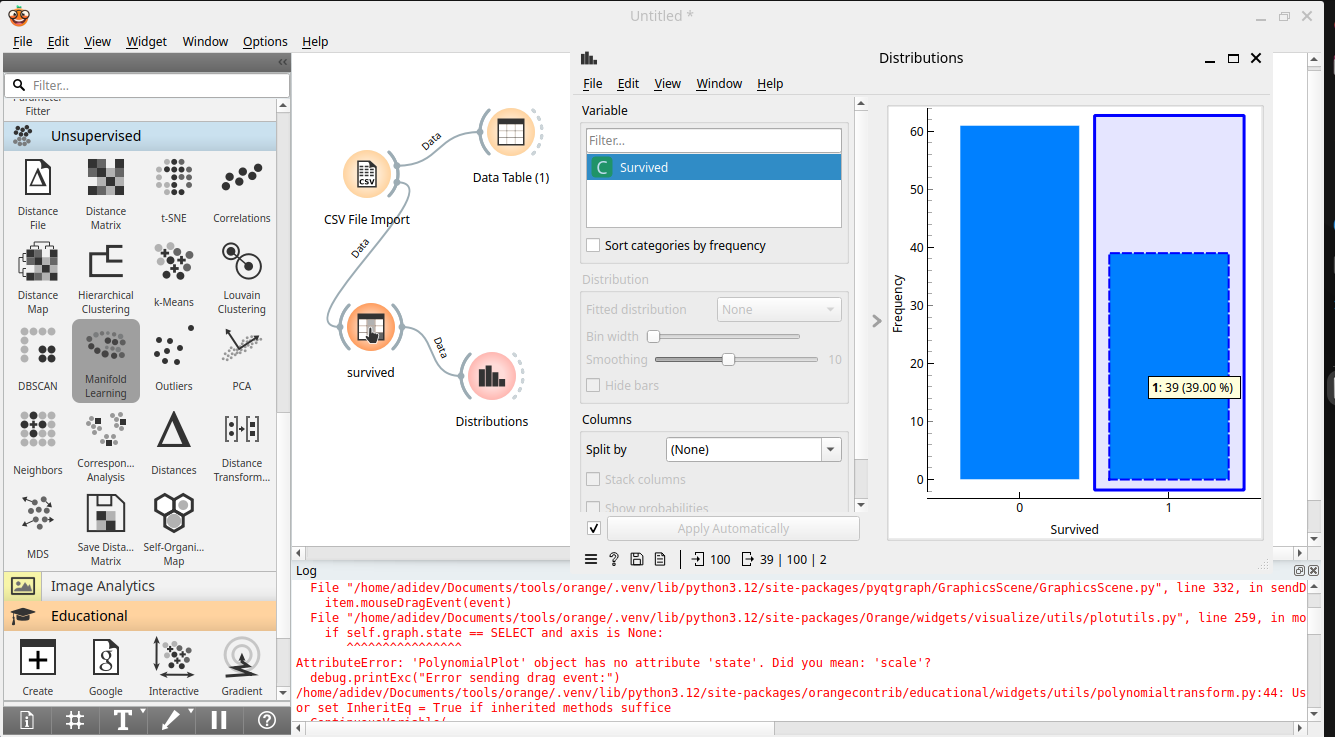 Untitled *
File Edit View Widget Window Options Help
Filter...
Parameter
Fitter
Unsupervised
Distance File
Distance Matrix
t-SNE
Correlations
Distance Map
Hierarchical Clustering
k-Means
Louvain Clustering
DBSCAN
Manifold Learning
Outliers
PCA
Neighbors
Correspon... Analysis
Distances
Distance Transform...
MDS
Save Dista... Matrix
Self-Organi... Map
Image Analytics
Educational
Create
Google
Interactive
Gradient
CSV
CSV File Import
Data
Data Table (1)
Data
survived
Data
Distributions
Distributions
File Edit View Window Help
Variable
Filter...
C Survived
Sort categories by frequency
Distribution
Fitted distribution None
Bin width
Smoothing 10
Hide bars
Columns
Split by (None)
Stack columns
Show probabilities
Apply Automatically
100 39 | 100 | 2
Frequency
60
50
40
30
20
10
0
1: 39 (39.00 %)
0 1
Survived
Log
File "/home/adidev/Documents/tools/orange/.venv/lib/python3.12/site-packages/pyqtgraph/GraphicsScene/GraphicsScene.py", line 332, in sendD
item.mouseDragEvent(event)
File "/home/adidev/Documents/tools/orange/.venv/lib/python3.12/site-packages/Orange/widgets/visualize/utils/plotutils.py", line 259, in mo
if self.graph.state == SELECT and axis is None:
^^^^^^^^^^^^^^^^
AttributeError: 'PolynomialPlot' object has no attribute 'state'. Did you mean: 'scale'?
debug.printExc("Error sending drag event:")
/home/adidev/Documents/tools/orange/.venv/lib/python3.12/site-packages/orangecontrib/educational/widgets/utils/polynomialtransform.py:44: Us
or set InheritEq = True if inherited methods suffice
ContinuousVariable(